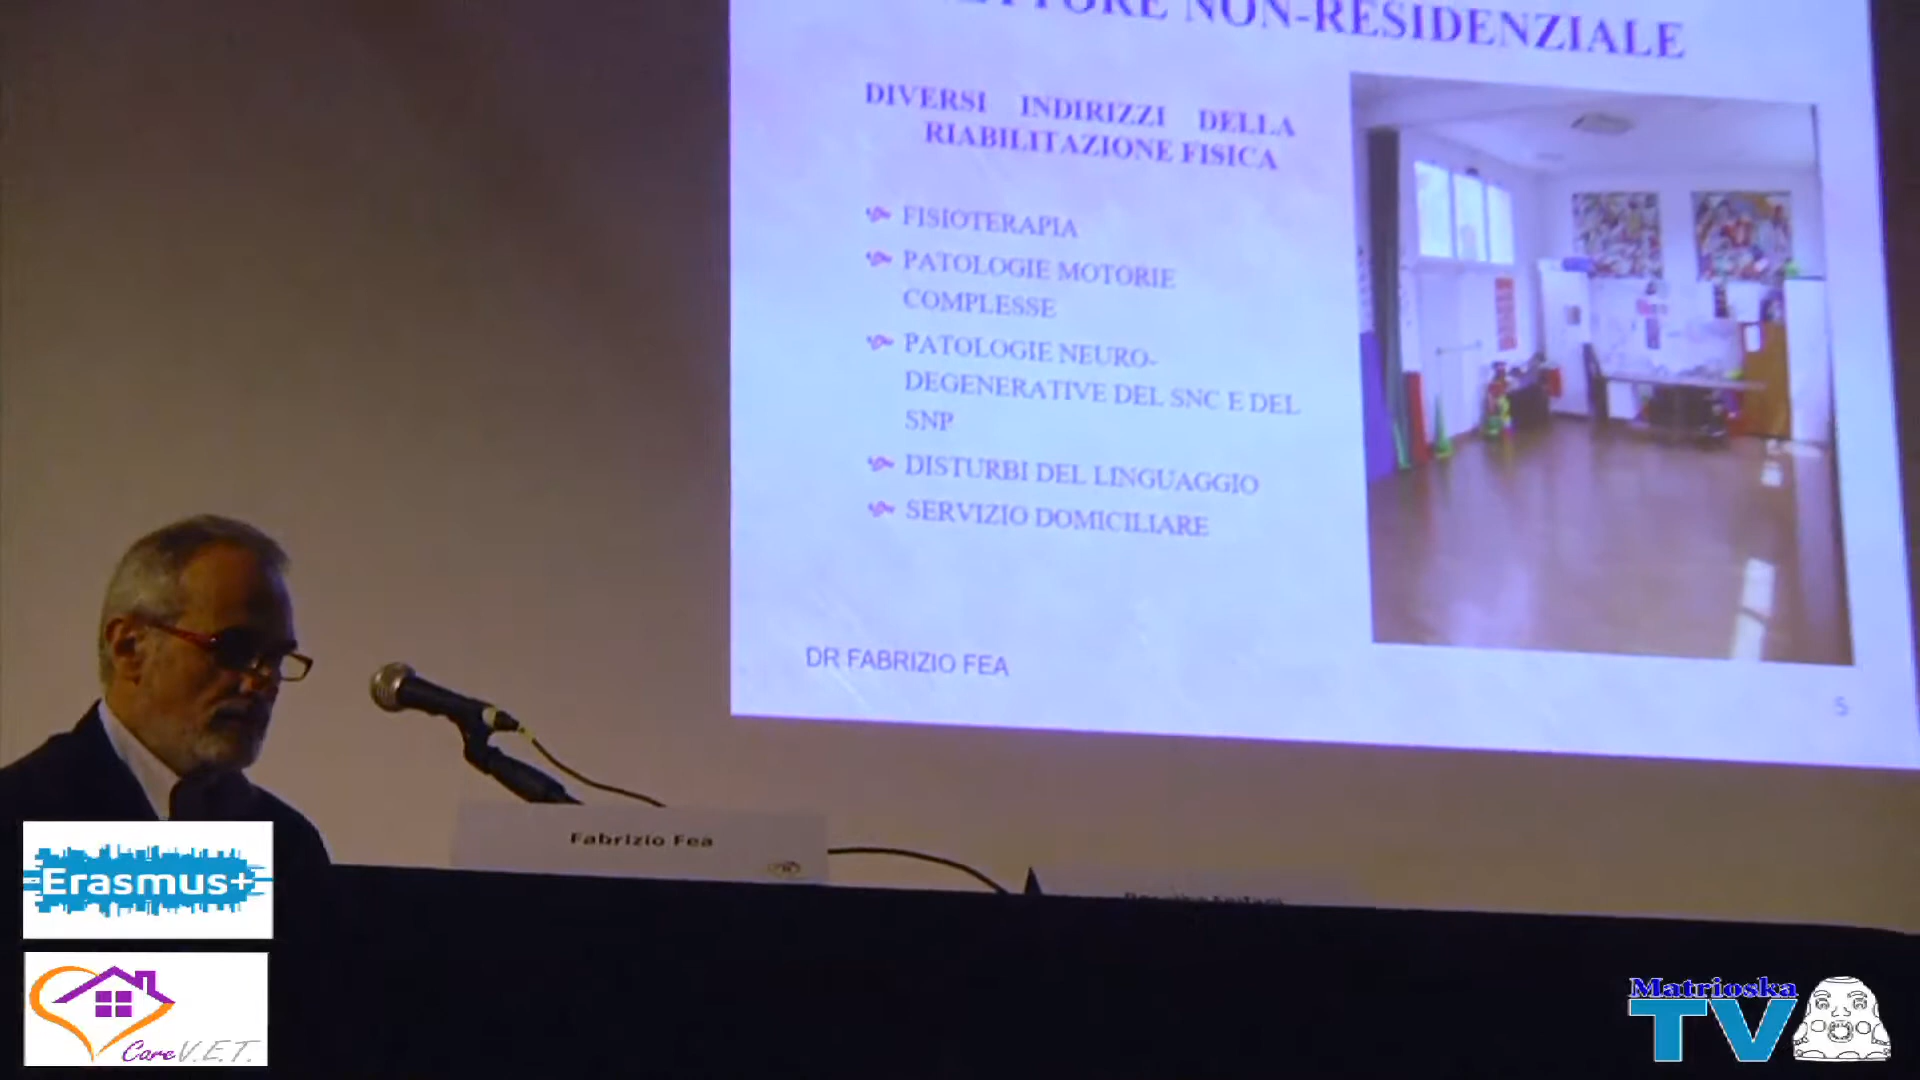 NON-RESIDENZIALE
DIVERSI INDIRIZZI DELLA
RIABILITAZIONE FISICA
FISIOTERAPIA
PATOLOGIE MOTORIE
COMPLESSE
PATOLOGIE NEURO-
DEGENERATIVE DEL SNC E DEL
SNP
DISTURBI DEL LINGUAGGIO
SERVIZIO DOMICILIARE
DR FABRIZIO FEA
5
Fabrizio Fea
Erasmus+
Care V.E.T.
Matrioska
TV